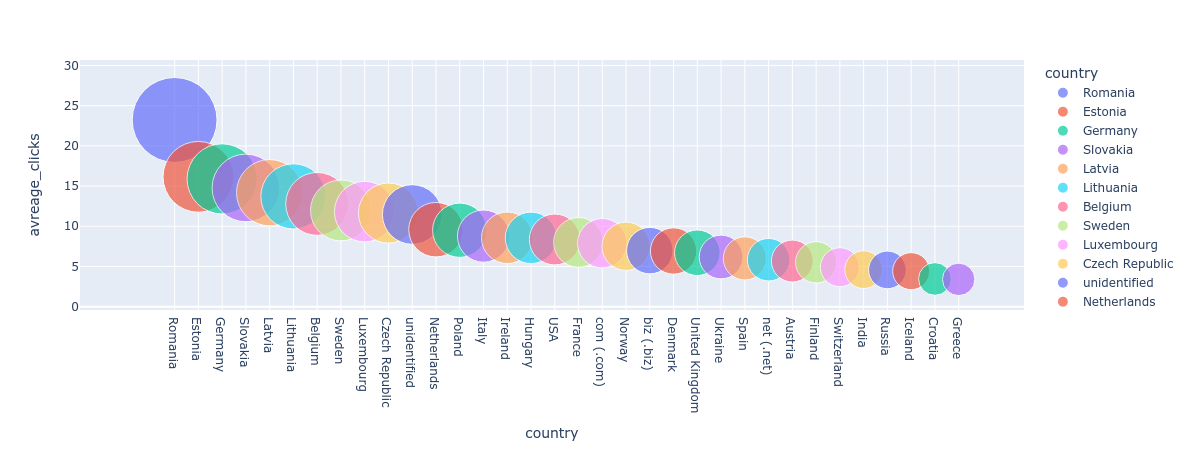 30
25
20
15
10
5
0
avreage_clicks
Romania
Estonia
Germany
Slovakia
Latvia
Lithuania
Belgium
Sweden
Luxembourg
Czech Republic
unidentified
Netherlands
Poland
Italy
Ireland
Hungary
USA
France
com (.com)
Norway
biz (.biz)
Denmark
United Kingdom
Ukraine
Spain
net (.net)
Austria
Finland
Switzerland
India
Russia
Iceland
Croatia
Greece
country
country
Romania
Estonia
Germany
Slovakia
Latvia
Lithuania
Belgium
Sweden
Luxembourg
Czech Republic
unidentified
Netherlands